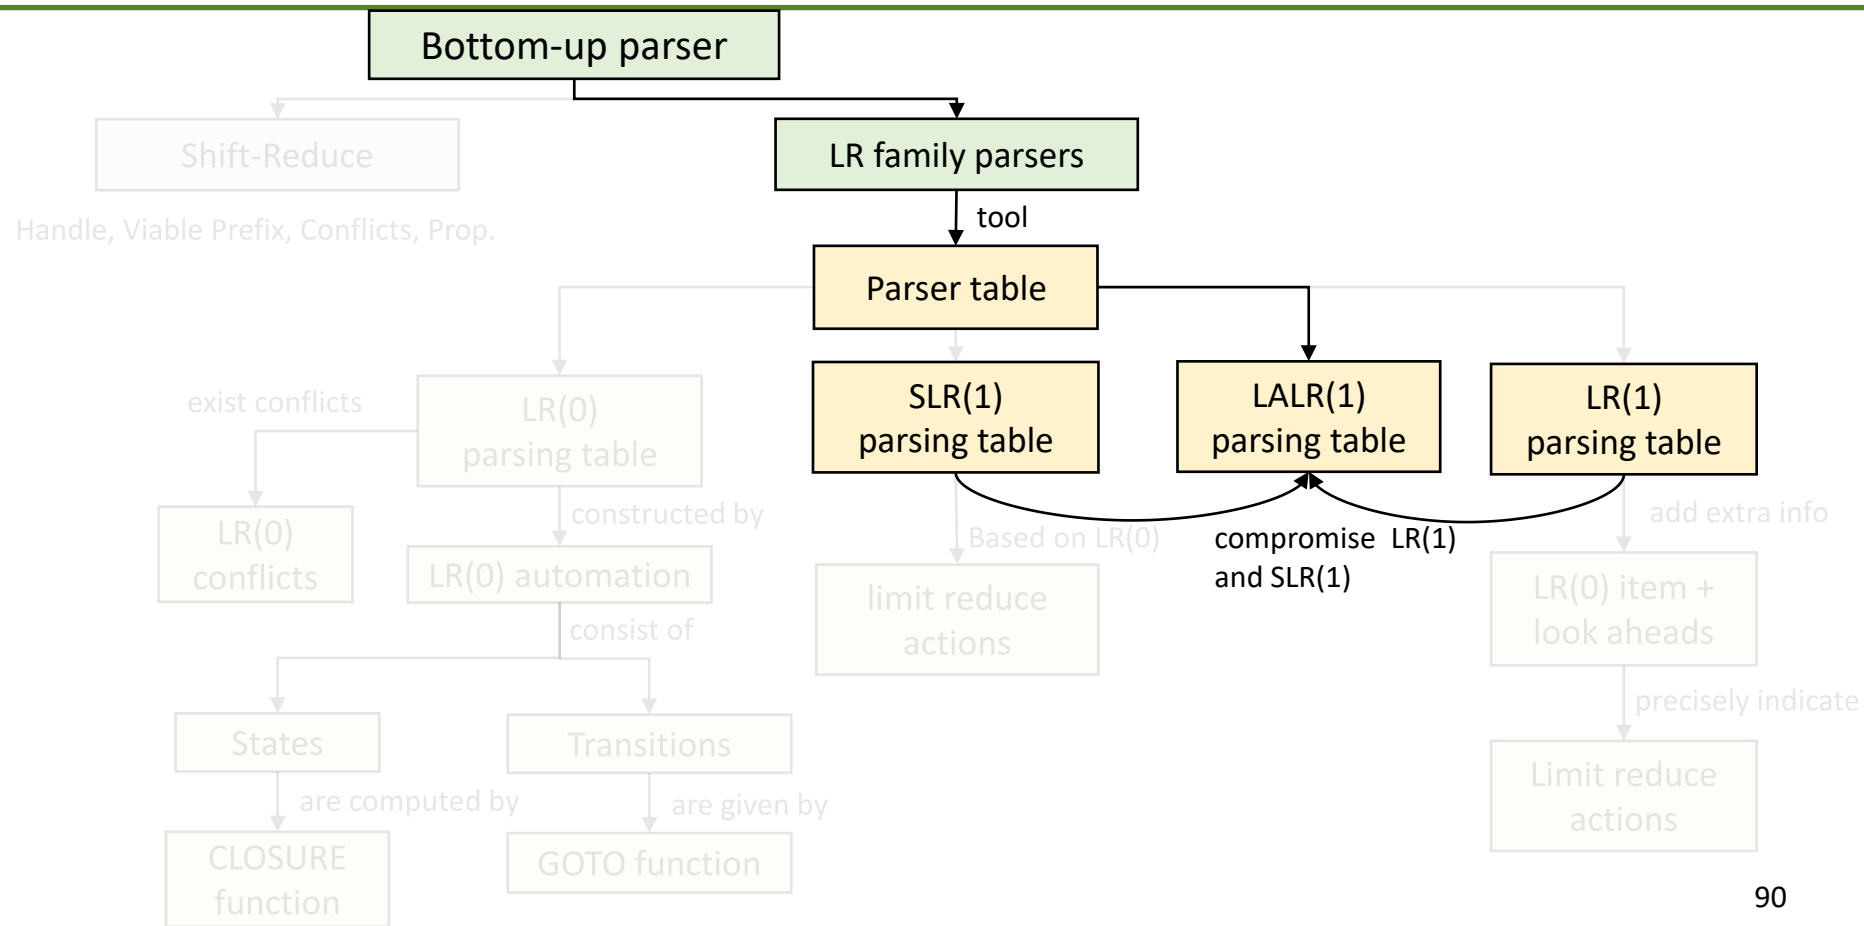 Bottom-up parser
Shift-Reduce
LR family parsers
Handle, Viable Prefix, Conflicts, Prop.
tool
Parser table
exist conflicts
LR(0)
parsing table
SLR(1)
parsing table
LALR(1)
parsing table
LR(1)
parsing table
LR(0)
conflicts
constructed by
LR(0) automation
Based on LR(0)
compromise LR(1)
and SLR(1)
add extra info
limit reduce
actions
LR(0) item +
look aheads
consist of
precisely indicate
States
Transitions
Limit reduce
actions
are computed by
are given by
CLOSURE
function
GOTO function
90